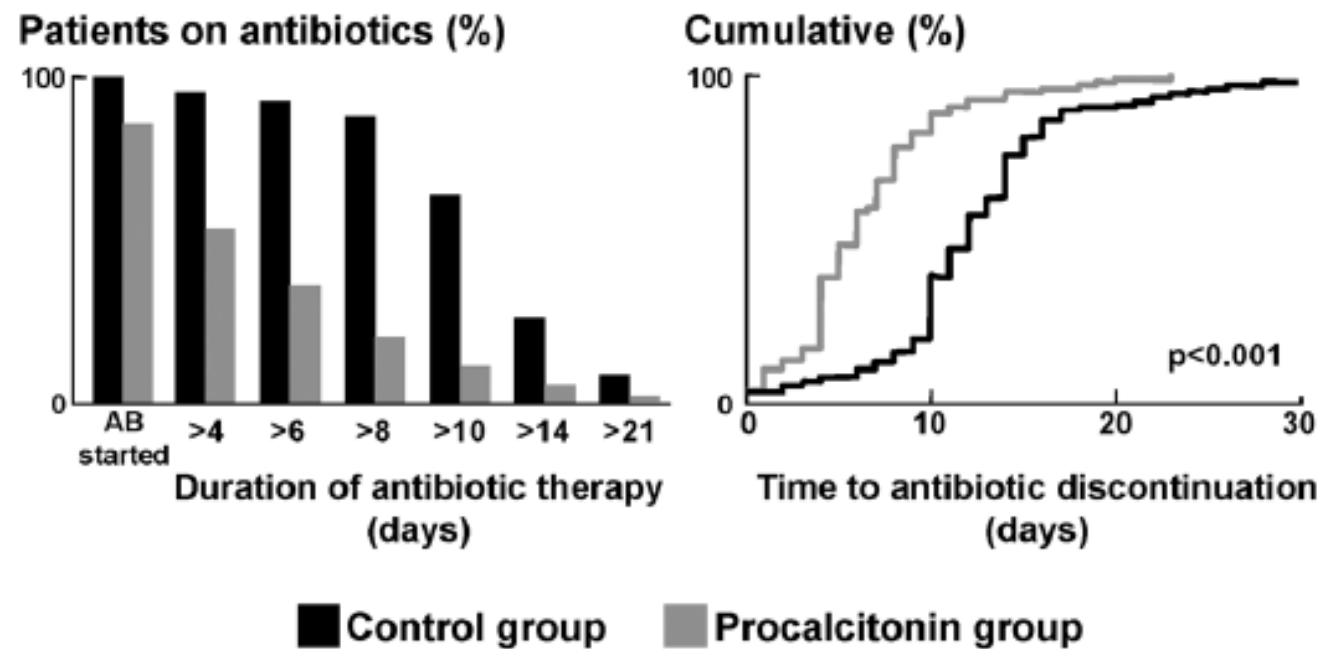 Patients on antibiotics (%)
100
0
AB
started
>4
>6
>8
>10
>14
>21
Duration of antibiotic therapy
(days)
Cumulative (%)
100
0
p<0.001
0
10
20
30
Time to antibiotic discontinuation
(days)
Control group
Procalcitonin group